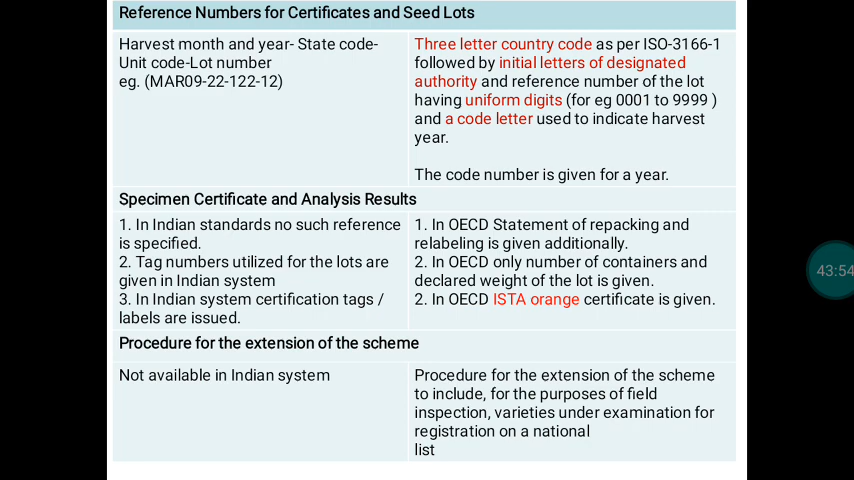 Reference Numbers for Certificates and Seed Lots
Harvest month and year- State code-
Unit code-Lot number
eg. (MAR09-22-122-12)
Three letter country code as per ISO-3166-1
followed by initial letters of designated
authority and reference number of the lot
having uniform digits (for eg 0001 to 9999 )
and a code letter used to indicate harvest
year.
The code number is given for a year.
Specimen Certificate and Analysis Results
1. In Indian standards no such reference
is specified.
2. Tag numbers utilized for the lots are
given in Indian system
3. In Indian system certification tags /
labels are issued.
1. In OECD Statement of repacking and
relabeling is given additionally.
2. In OECD only number of containers and
declared weight of the lot is given.
2. In OECD ISTA orange certificate is given.
Procedure for the extension of the scheme
Not available in Indian system
Procedure for the extension of the scheme
to include, for the purposes of field
inspection, varieties under examination for
registration on a national
list
43:54